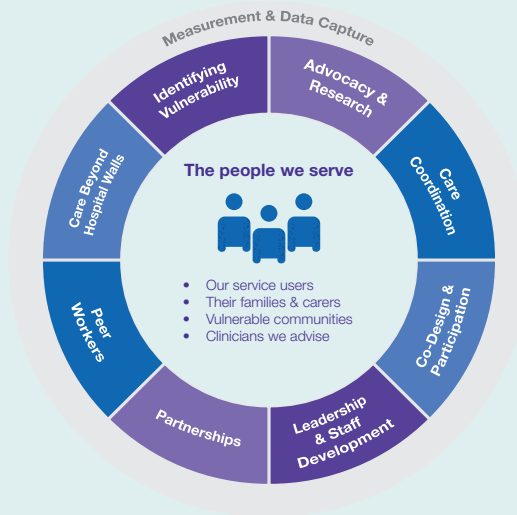 Measurement & Data Capture
Identifying
Vulnerability
Advocacy &
Research
Care
Coordination
Co-Design &
Participation
Leadership
& Staff
Development
Partnerships
Peer
Workers
Care Beyond
Hospital Walls
The people we serve
• Our service users
• Their families & carers
• Vulnerable communities
• Clinicians we advise